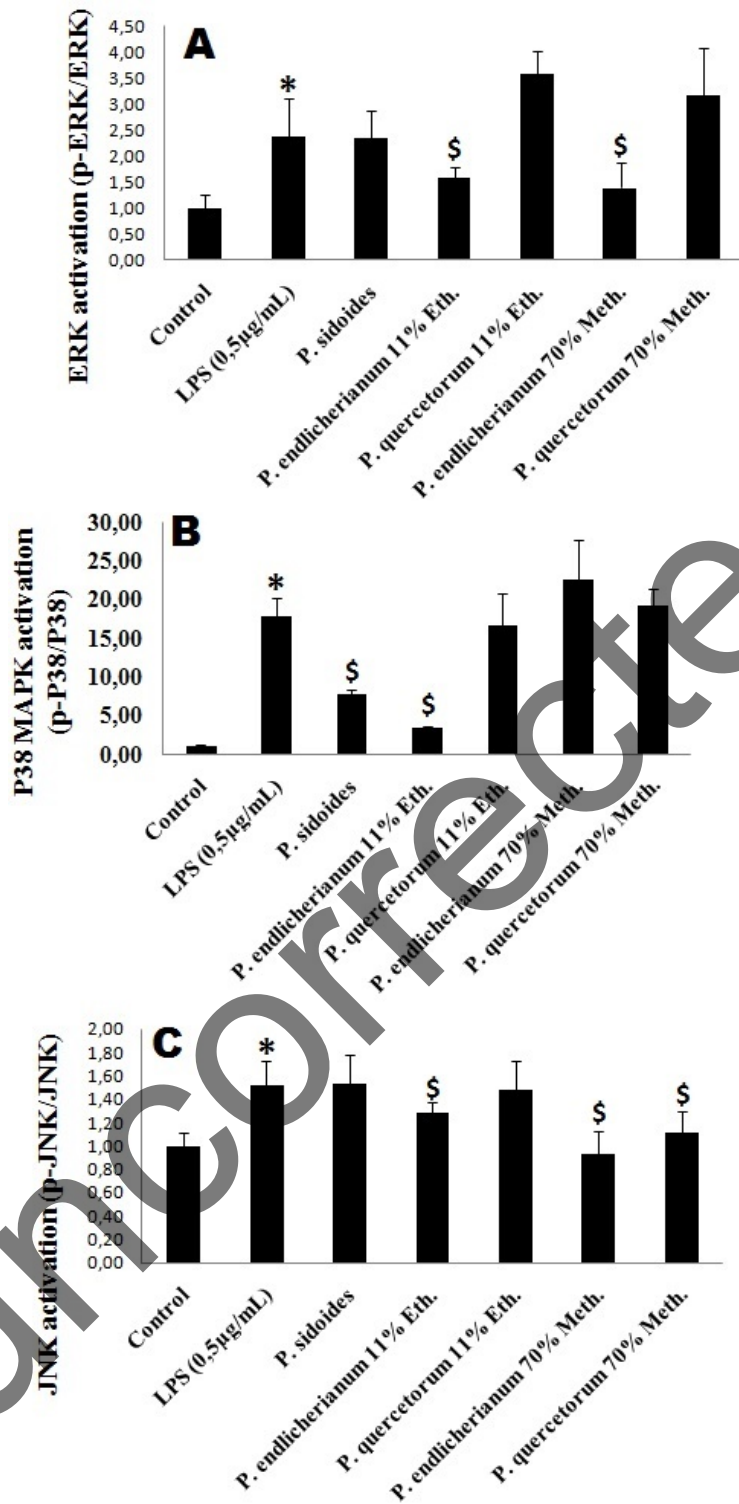 A
ERK activation (p-ERK/ERK)
4,50
4,00
3,50
3,00
2,50
2,00
1,50
1,00
0,50
0,00
*
$
$
Control
LPS (0,5µg/mL)
P. sidoides
P. endlicherianum 11% Eth.
P. quercetorum 11% Eth.
P. endlicherianum 70% Meth.
P. quercetorum 70% Meth.
B
P38 MAPK activation
(p-P38/P38)
30,00
25,00
20,00
15,00
10,00
5,00
0,00
*
$
$
Control
LPS (0,5µg/mL)
P. sidoides
P. endlicherianum 11% Eth.
P. quercetorum 11% Eth.
P. endlicherianum 70% Meth.
P. quercetorum 70% Meth.
C
JNK activation (p-JNK/JNK)
2,00
1,80
1,60
1,40
1,20
1,00
0,80
0,60
0,40
0,20
0,00
*
$
$
$
Control
LPS (0,5µg/mL)
P. sidoides
P. endlicherianum 11% Eth.
P. quercetorum 11% Eth.
P. endlicherianum 70% Meth.
P. quercetorum 70% Meth.
uncorrecte